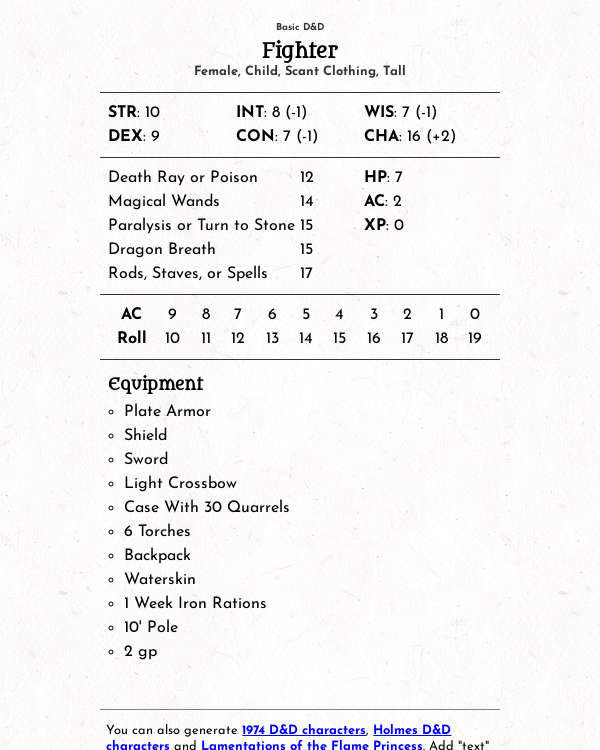 Basic D&D
Fighter
Female, Child, Scant Clothing, Tall
STR: 10 INT: 8 (-1) WIS: 7 (-1)
DEX: 9 CON: 7 (-1) CHA: 16 (+2)
Death Ray or Poison 12 HP: 7
Magical Wands 14 AC: 2
Paralysis or Turn to Stone 15 XP: 0
Dragon Breath 15
Rods, Staves, or Spells 17
AC 9 8 7 6 5 4 3 2 1 0
Roll 10 11 12 13 14 15 16 17 18 19
Equipment
Plate Armor
Shield
Sword
Light Crossbow
Case With 30 Quarrels
6 Torches
Backpack
Waterskin
1 Week Iron Rations
10' Pole
2 gp
You can also generate 1974 D&D characters, Holmes D&D
characters and Lamentations of the Flame Princess. Add "text"